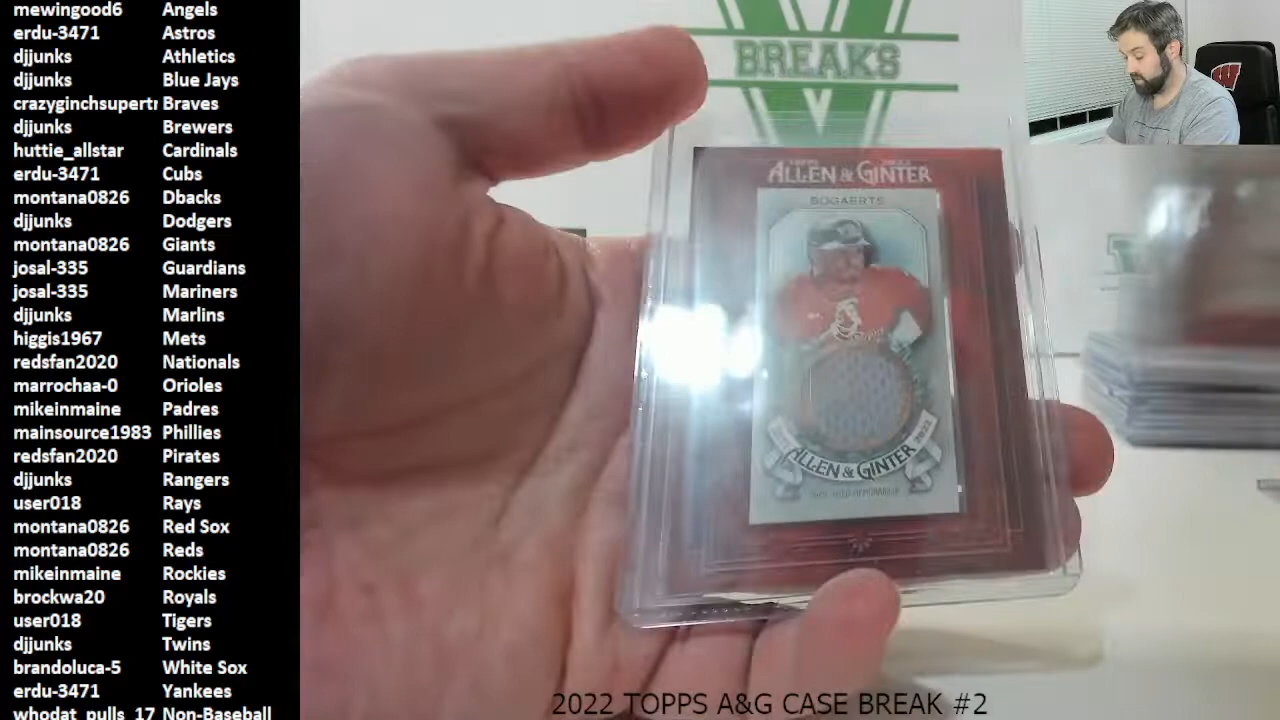 mewingood6 Angels
erdu-3471 Astros
djjunks Athletics
djjunks Blue Jays
crazyginchsupertr Braves
djjunks Brewers
huttie_allstar Cardinals
erdu-3471 Cubs
montana0826 Dbacks
djjunks Dodgers
montana0826 Giants
josal-335 Guardians
josal-335 Mariners
djjunks Marlins
higgis1967 Mets
redsfan2020 Nationals
marrochaa-0 Orioles
mikeinmaine Padres
mainsource1983 Phillies
redsfan2020 Pirates
djjunks Rangers
user018 Rays
montana0826 Red Sox
montana0826 Reds
mikeinmaine Rockies
brockwa20 Royals
user018 Tigers
djjunks Twins
brandoluca-5 White Sox
erdu-3471 Yankees
whodat_pulls_17 Non-Baseball
BREAKS
ALLEN & GINTER
BOGAERTS
ALLEN & GINTER
2022 TOPPS A&G CASE BREAK #2